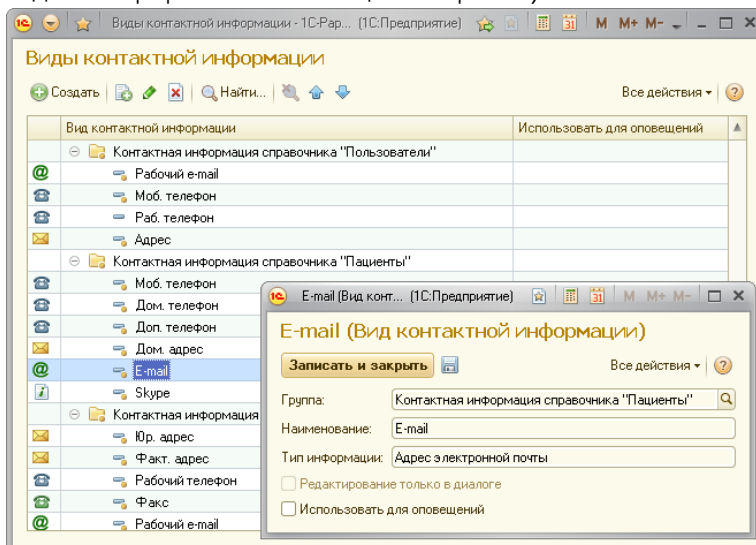 Виды контактной информации - 1С-Рар... (1С:Предприятие) M M+ M-
Виды контактной информации
Создать Найти... Все действия
Вид контактной информации Использовать для оповещений
Контактная информация справочника "Пользователи"
Рабочий e-mail
Моб. телефон
Раб. телефон
Адрес
Контактная информация справочника "Пациенты"
Моб. телефон
Дом. телефон
Доп. телефон
Дом. адрес
E-mail
Skype
Контактная информация
Юр. адрес
Факт. адрес
Рабочий телефон
Факс
Рабочий e-mail
E-mail (Вид конт... (1С:Предприятие) M M+ M-
E-mail (Вид контактной информации)
Записать и закрыть Все действия
Группа: Контактная информация справочника "Пациенты"
Наименование: E-mail
Тип информации: Адрес электронной почты
Редактирование только в диалоге
Использовать для оповещений